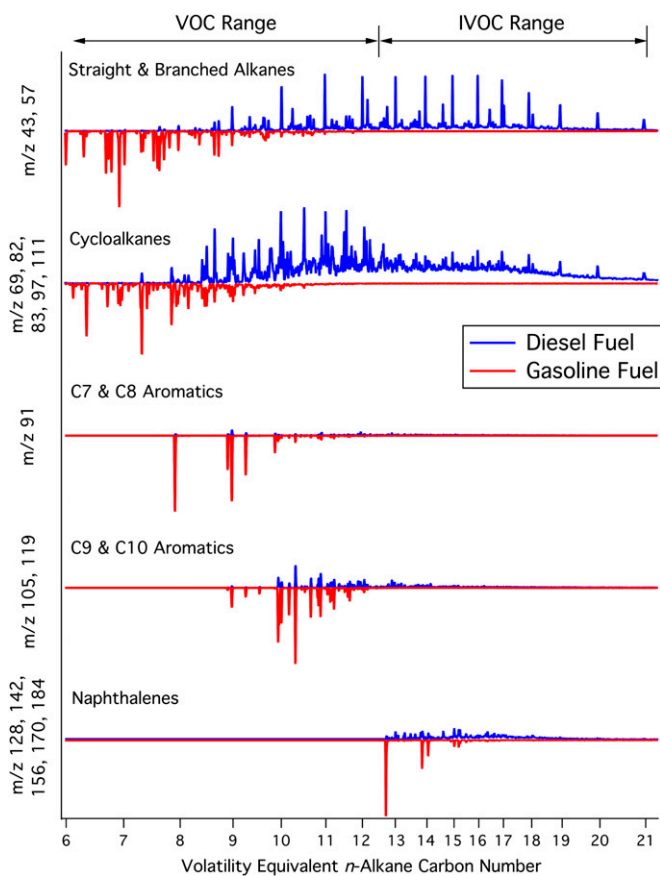 VOC Range
IVOC Range
Straight & Branched Alkanes
m/z 43, 57
Cycloalkanes
m/z 69, 82,
83, 97, 111
Diesel Fuel
Gasoline Fuel
C7 & C8 Aromatics
m/z 91
C9 & C10 Aromatics
m/z 105, 119
Naphthalenes
m/z 128, 142,
156, 170, 184
6 7 8 9 10 11 12 13 14 15 16 17 18 19 20 21
Volatility Equivalent n-Alkane Carbon Number